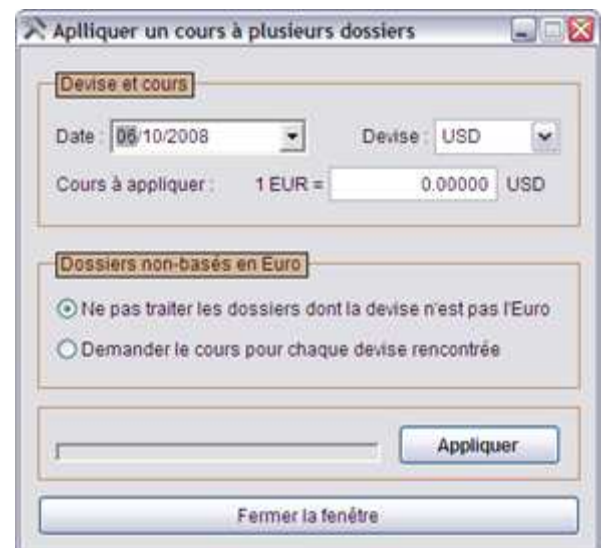 Aplliquer un cours à plusieurs dossiers
Devise et cours
Date : 06/10/2008 Devise : USD
Cours à appliquer : 1 EUR = 0.00000 USD
Dossiers non-basés en Euro
Ne pas traiter les dossiers dont la devise n'est pas l'Euro
Demander le cours pour chaque devise rencontrée
Appliquer
Fermer la fenêtre